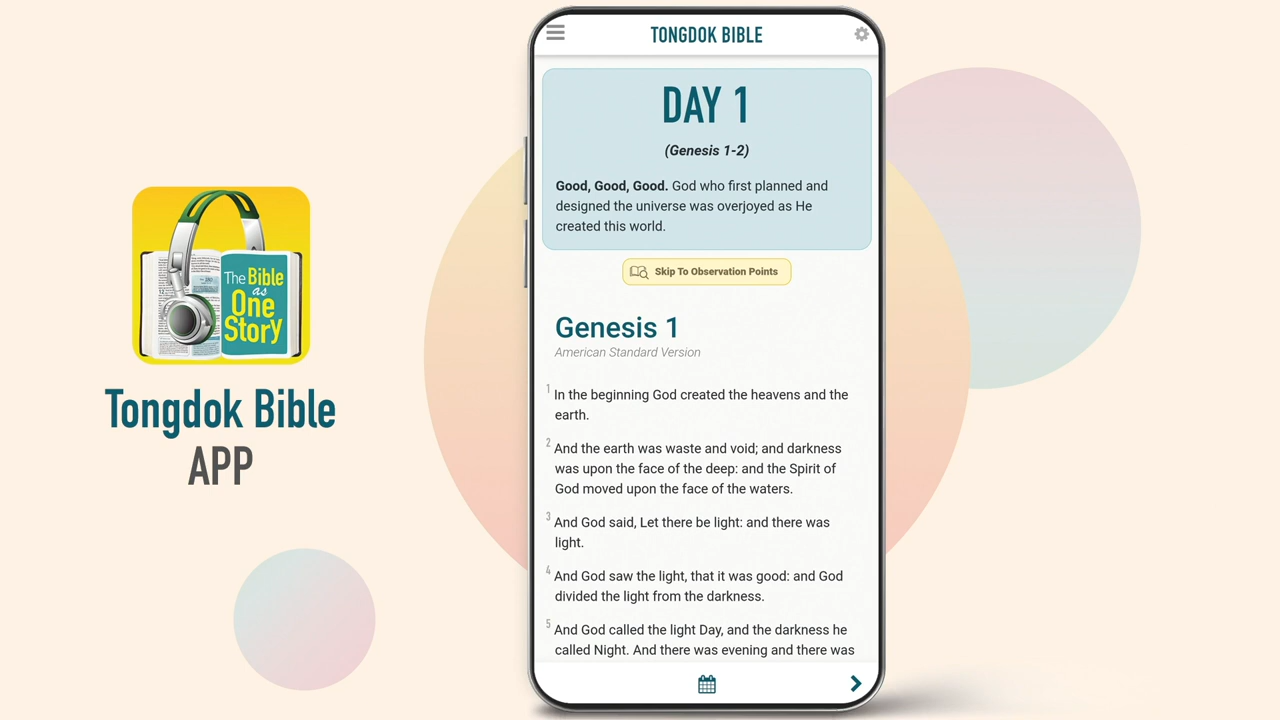 The Bible
as
One
Story
Tongdok Bible
APP
TONGDOK BIBLE
DAY 1
(Genesis 1-2)
Good, Good, Good. God who first planned and
designed the universe was overjoyed as He
created this world.
Skip To Observation Points
Genesis 1
American Standard Version
1 In the beginning God created the heavens and the
earth.
2 And the earth was waste and void; and darkness
was upon the face of the deep: and the Spirit of
God moved upon the face of the waters.
3 And God said, Let there be light: and there was
light.
4 And God saw the light, that it was good: and God
divided the light from the darkness.
5 And God called the light Day, and the darkness he
called Night. And there was evening and there was